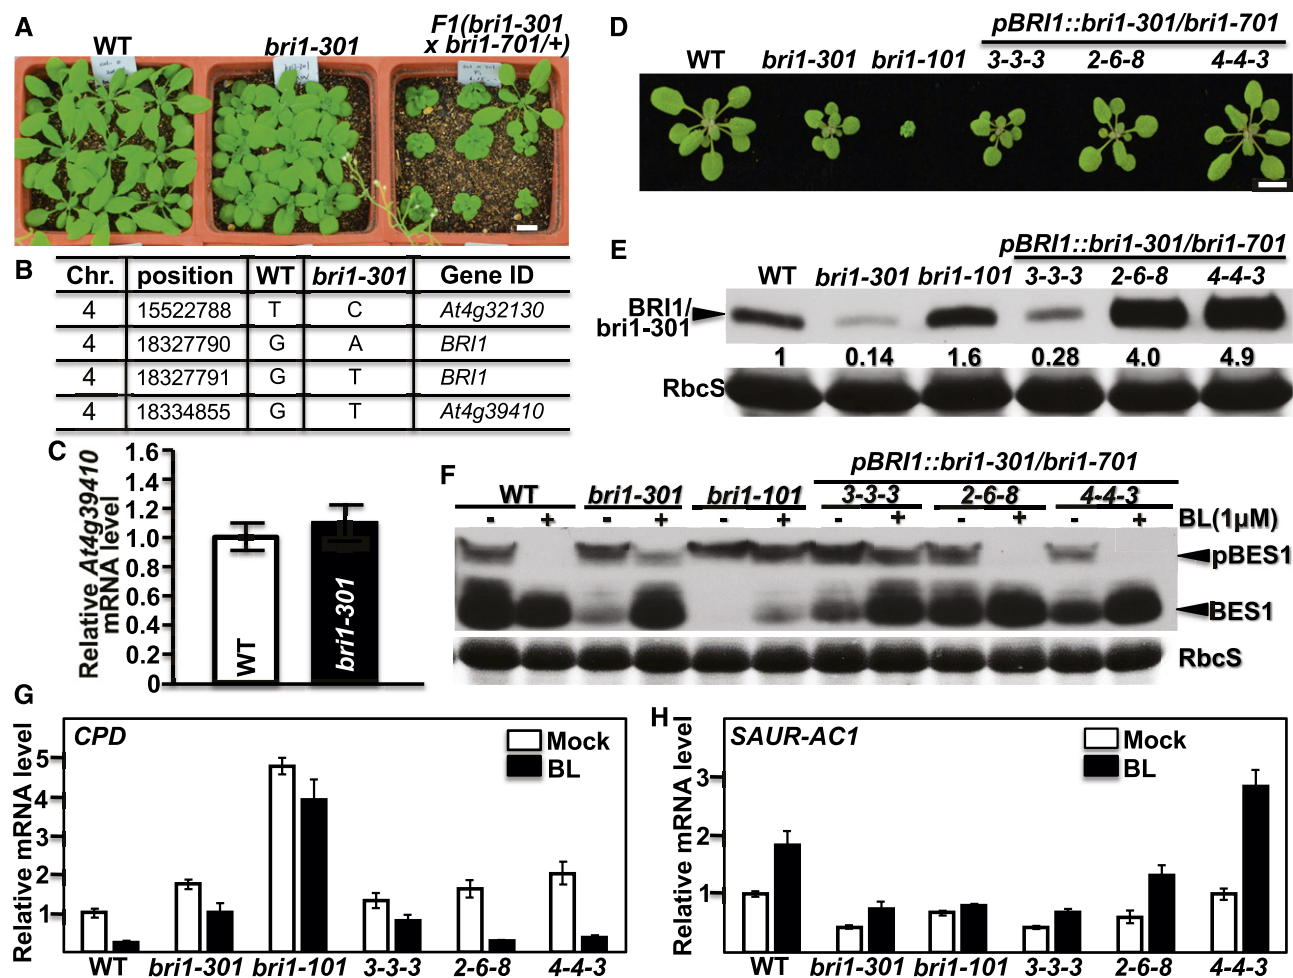 A
WT
bri1-301
F1(bri1-301
x bri1-701/+)
B
Chr. position WT bri1-301 Gene ID
4 15522788 T C At4g32130
4 18327790 G A BRI1
4 18327791 G T BRI1
4 18334855 G T At4g39410
C
Relative At4g39410
mRNA level
1.6
1.4
1.2
1.0
0.8
0.6
0.4
0.2
0
WT
bri1-301
D
pBRI1::bri1-301/bri1-701
WT bri1-301 bri1-101 3-3-3 2-6-8 4-4-3
E
pBRI1::bri1-301/bri1-701
WT bri1-301 bri1-101 3-3-3 2-6-8 4-4-3
BRI1/
bri1-301
1 0.14 1.6 0.28 4.0 4.9
RbcS
F
pBRI1::bri1-301/bri1-701
WT bri1-301 bri1-101 3-3-3 2-6-8 4-4-3
- + - + - + - + - + - + BL(1μM)
pBES1
BES1
RbcS
G
Relative mRNA level
CPD
Mock
BL
5
4
3
2
1
WT bri1-301 bri1-101 3-3-3 2-6-8 4-4-3
H
Relative mRNA level
SAUR-AC1
Mock
BL
3
2
1
WT bri1-301 bri1-101 3-3-3 2-6-8 4-4-3